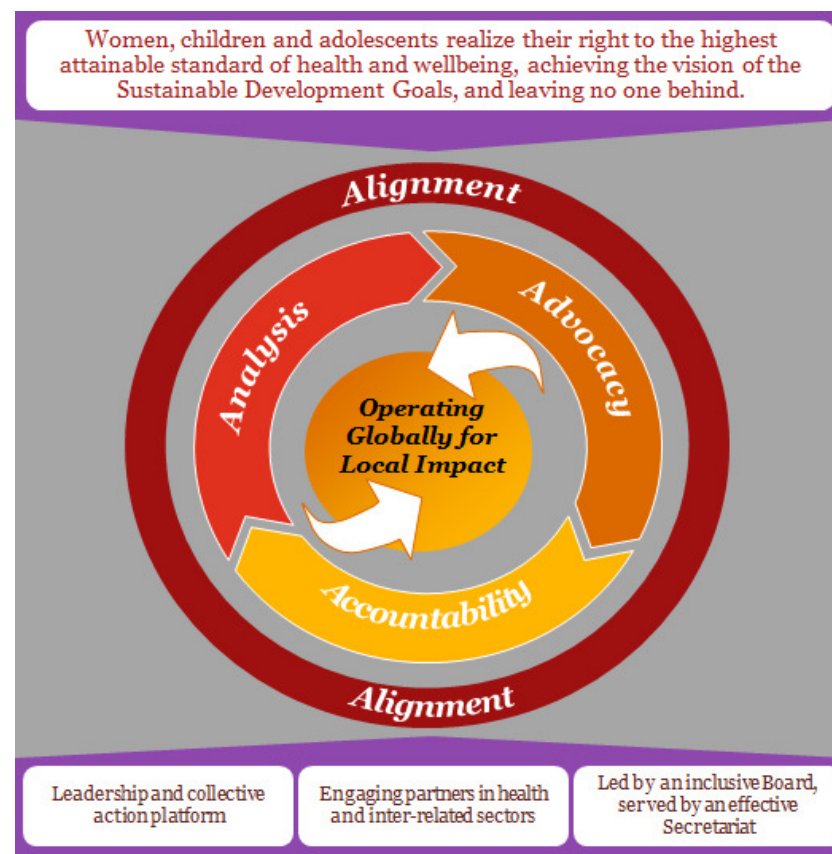 Women, children and adolescents realize their right to the highest
attainable standard of health and wellbeing, achieving the vision of the
Sustainable Development Goals, and leaving no one behind.
Alignment
Analysis
Advocacy
Operating
Globally for
Local Impact
Accountability
Alignment
Leadership and collective
action platform
Engaging partners in health
and inter-related sectors
Led by an inclusive Board,
served by an effective
Secretariat